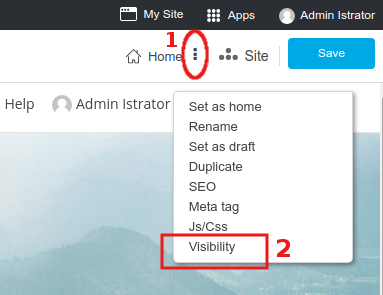 My Site Apps Admin Istrator
1
Home Site Save
Help Admin Istrator
Set as home
Rename
Set as draft
Duplicate
SEO
Meta tag
Js/Css
Visibility 2